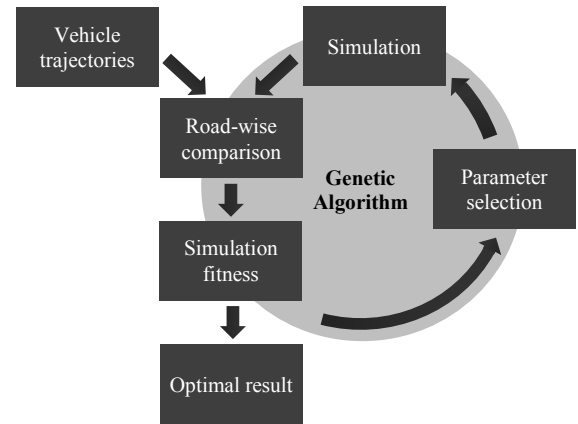 Vehicle
trajectories
Simulation
Road-wise
comparison
Genetic
Algorithm
Parameter
selection
Simulation
fitness
Optimal result